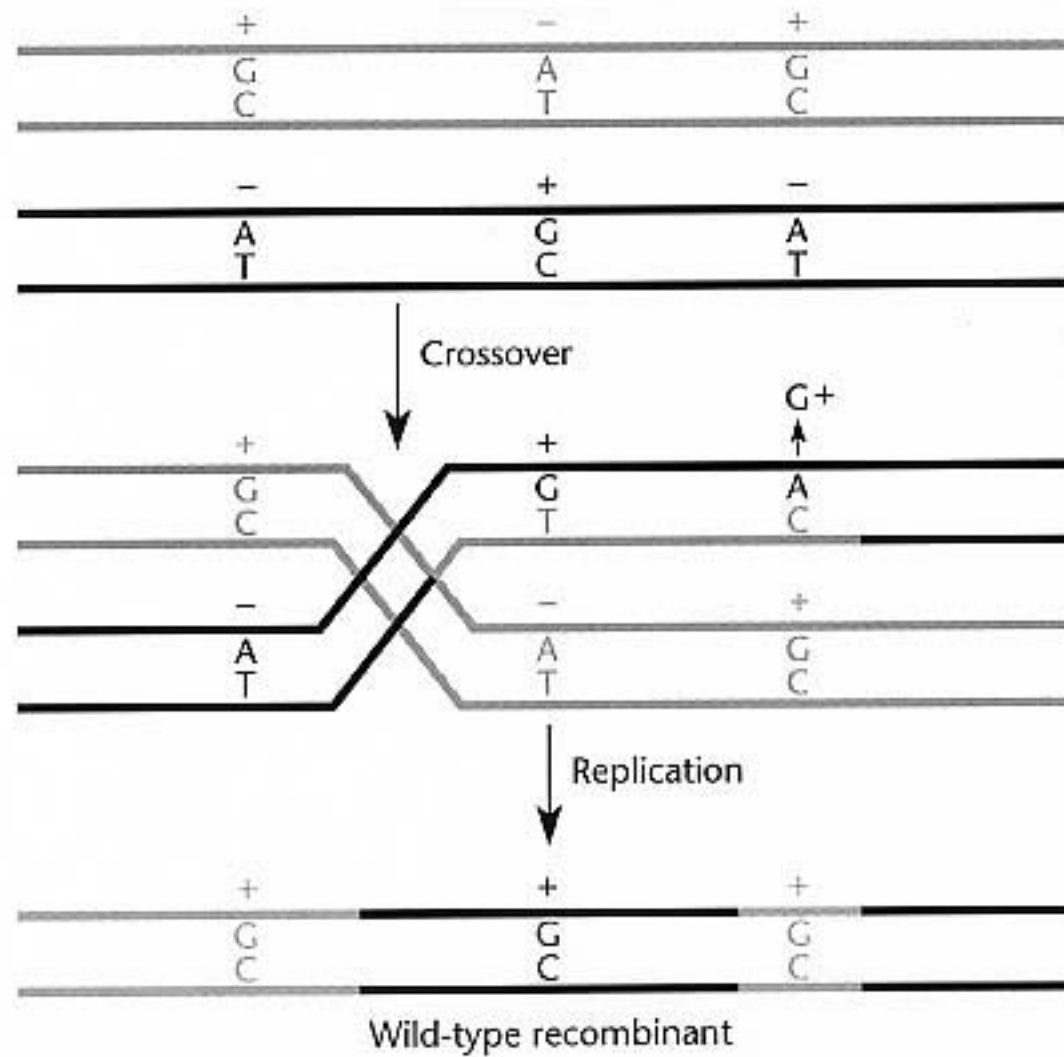 + − +
G A G
C T C
− + −
A G A
T C T
Crossover
G+
+ +
G G A
C T C
− − +
A A G
T T C
Replication
+ + +
G G G
C C C
Wild-type recombinant